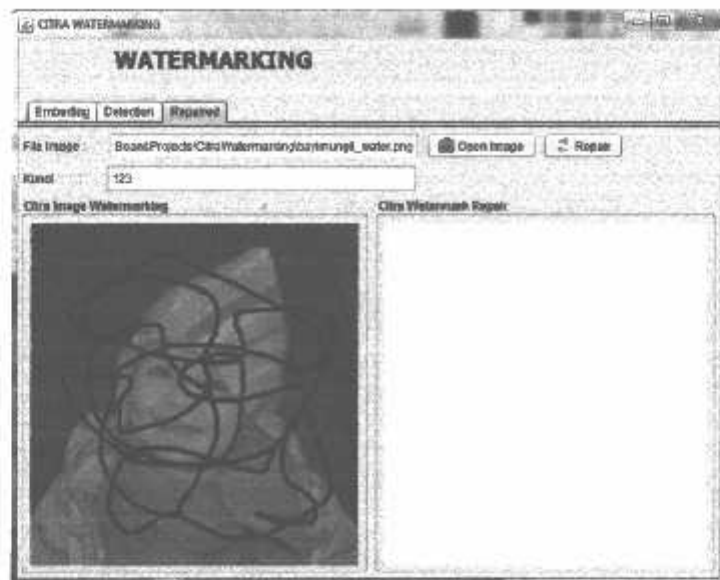 CITRA WATERMARKING
WATERMARKING
Embeding Detection Repaired
File Image : Open Image Repair
Kunci : 123
Citra Image Watermarking Citra Watermark Repair